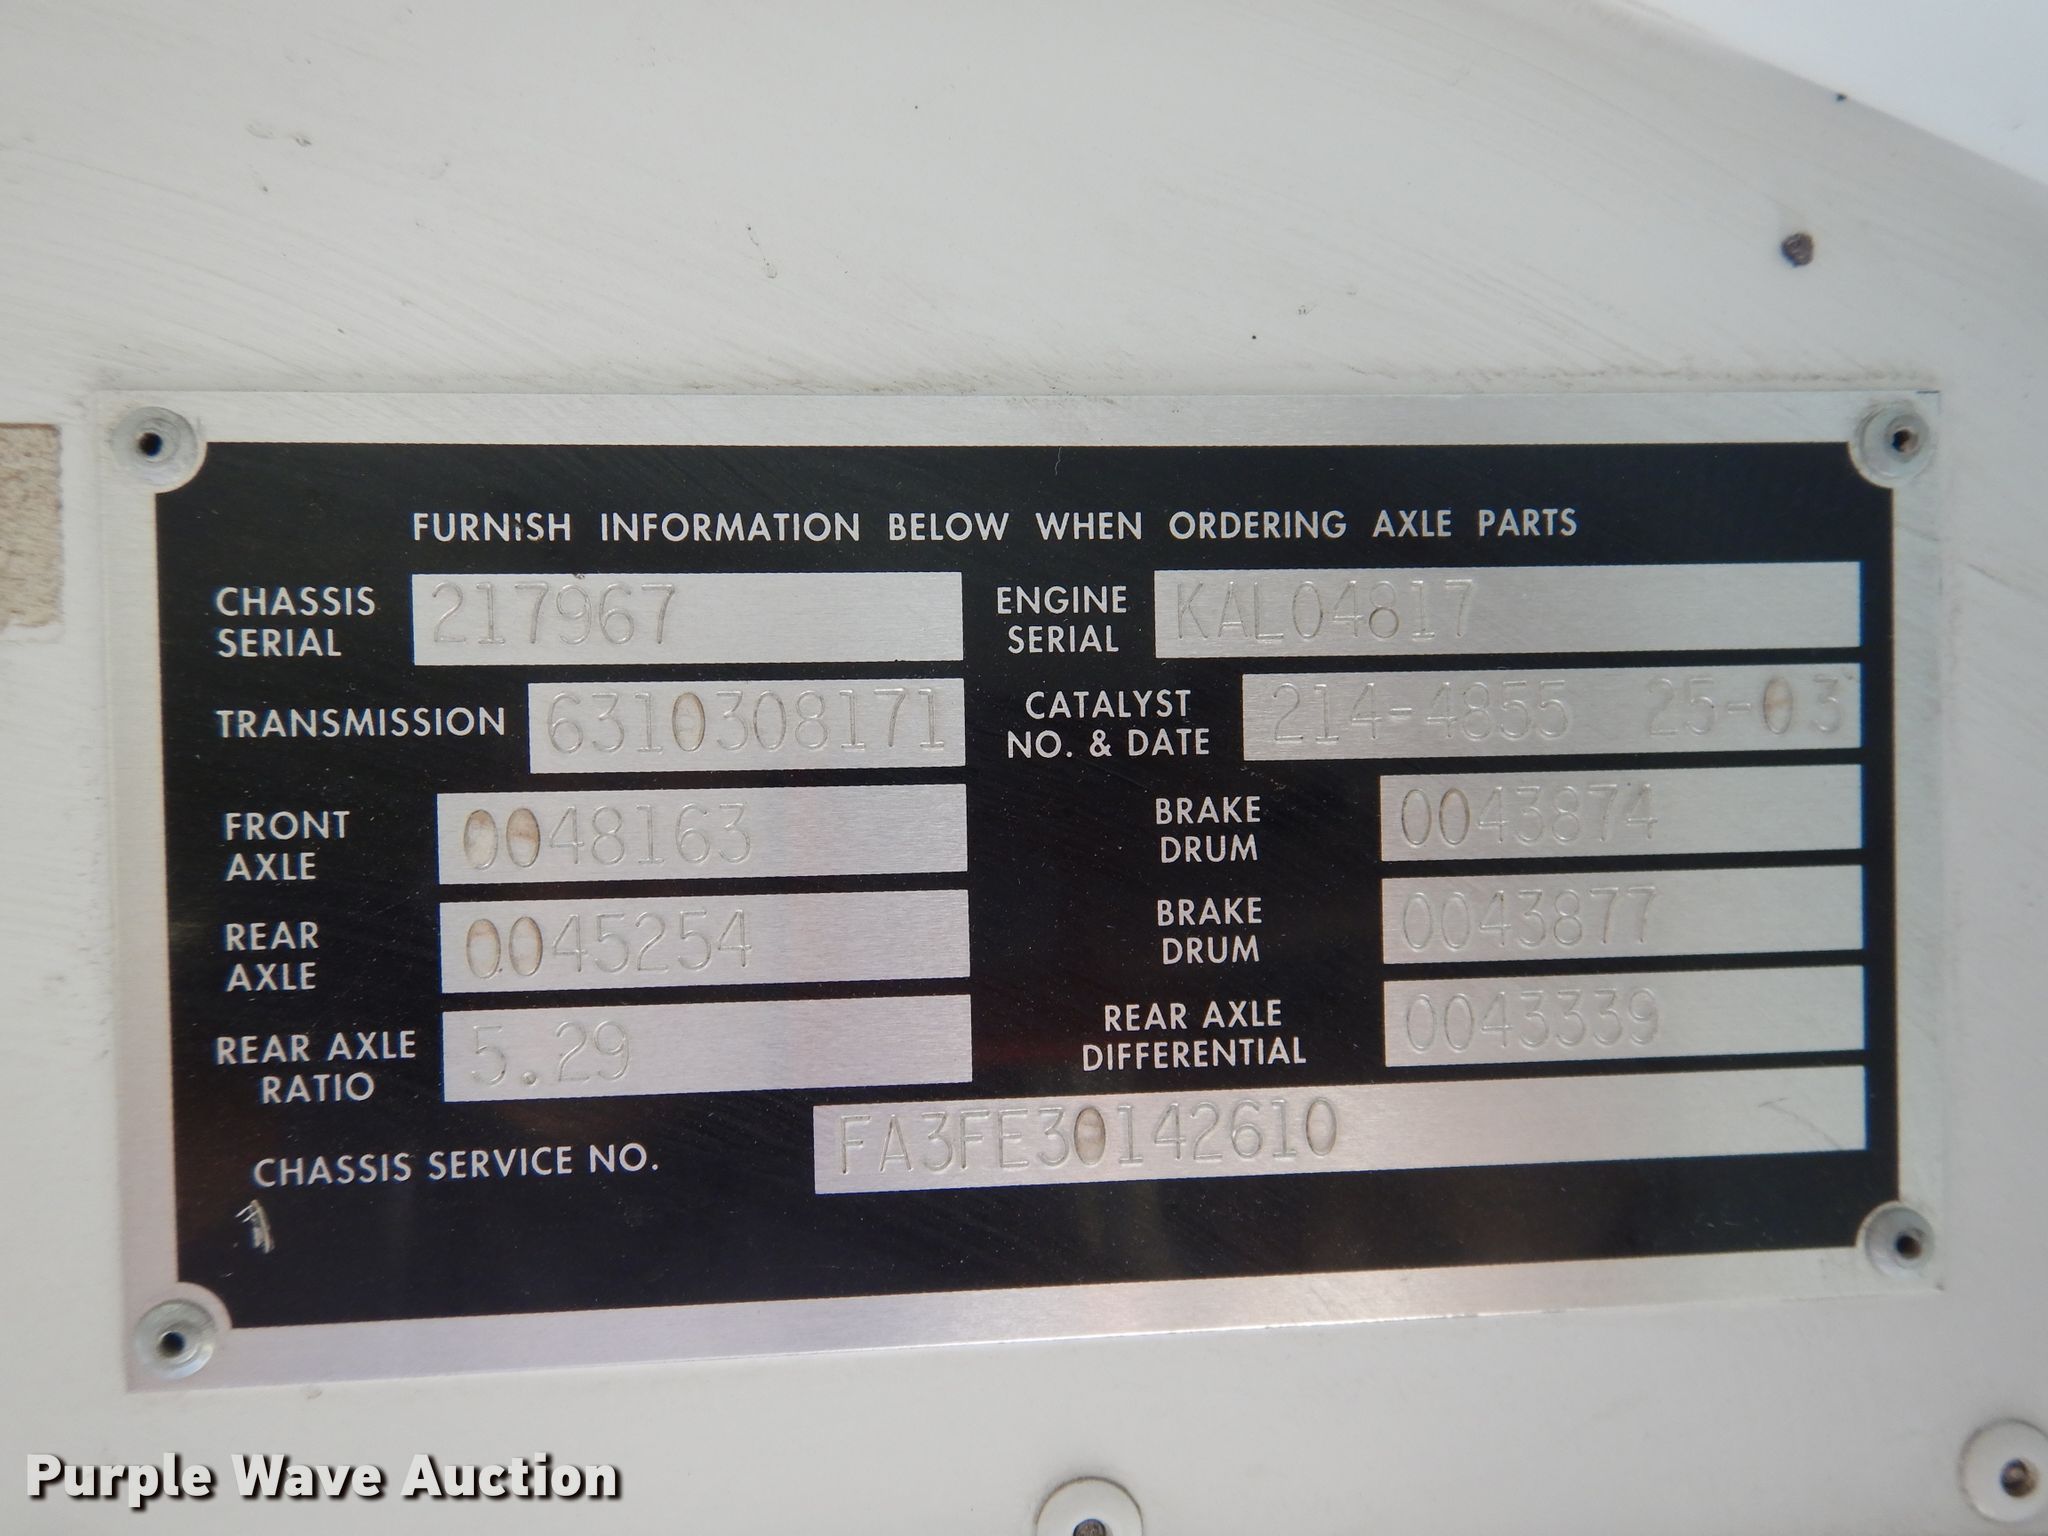 FURNISH INFORMATION BELOW WHEN ORDERING AXLE PARTS
CHASSIS SERIAL 217967
ENGINE SERIAL KAL04817
TRANSMISSION 6310308171
CATALYST NO. & DATE 214-4855 25-03
FRONT AXLE 0048163
BRAKE DRUM 0043874
REAR AXLE 0045254
BRAKE DRUM 0043877
REAR AXLE RATIO 5.29
REAR AXLE DIFFERENTIAL 0043339
CHASSIS SERVICE NO. FA3FE30142610
Purple Wave Auction